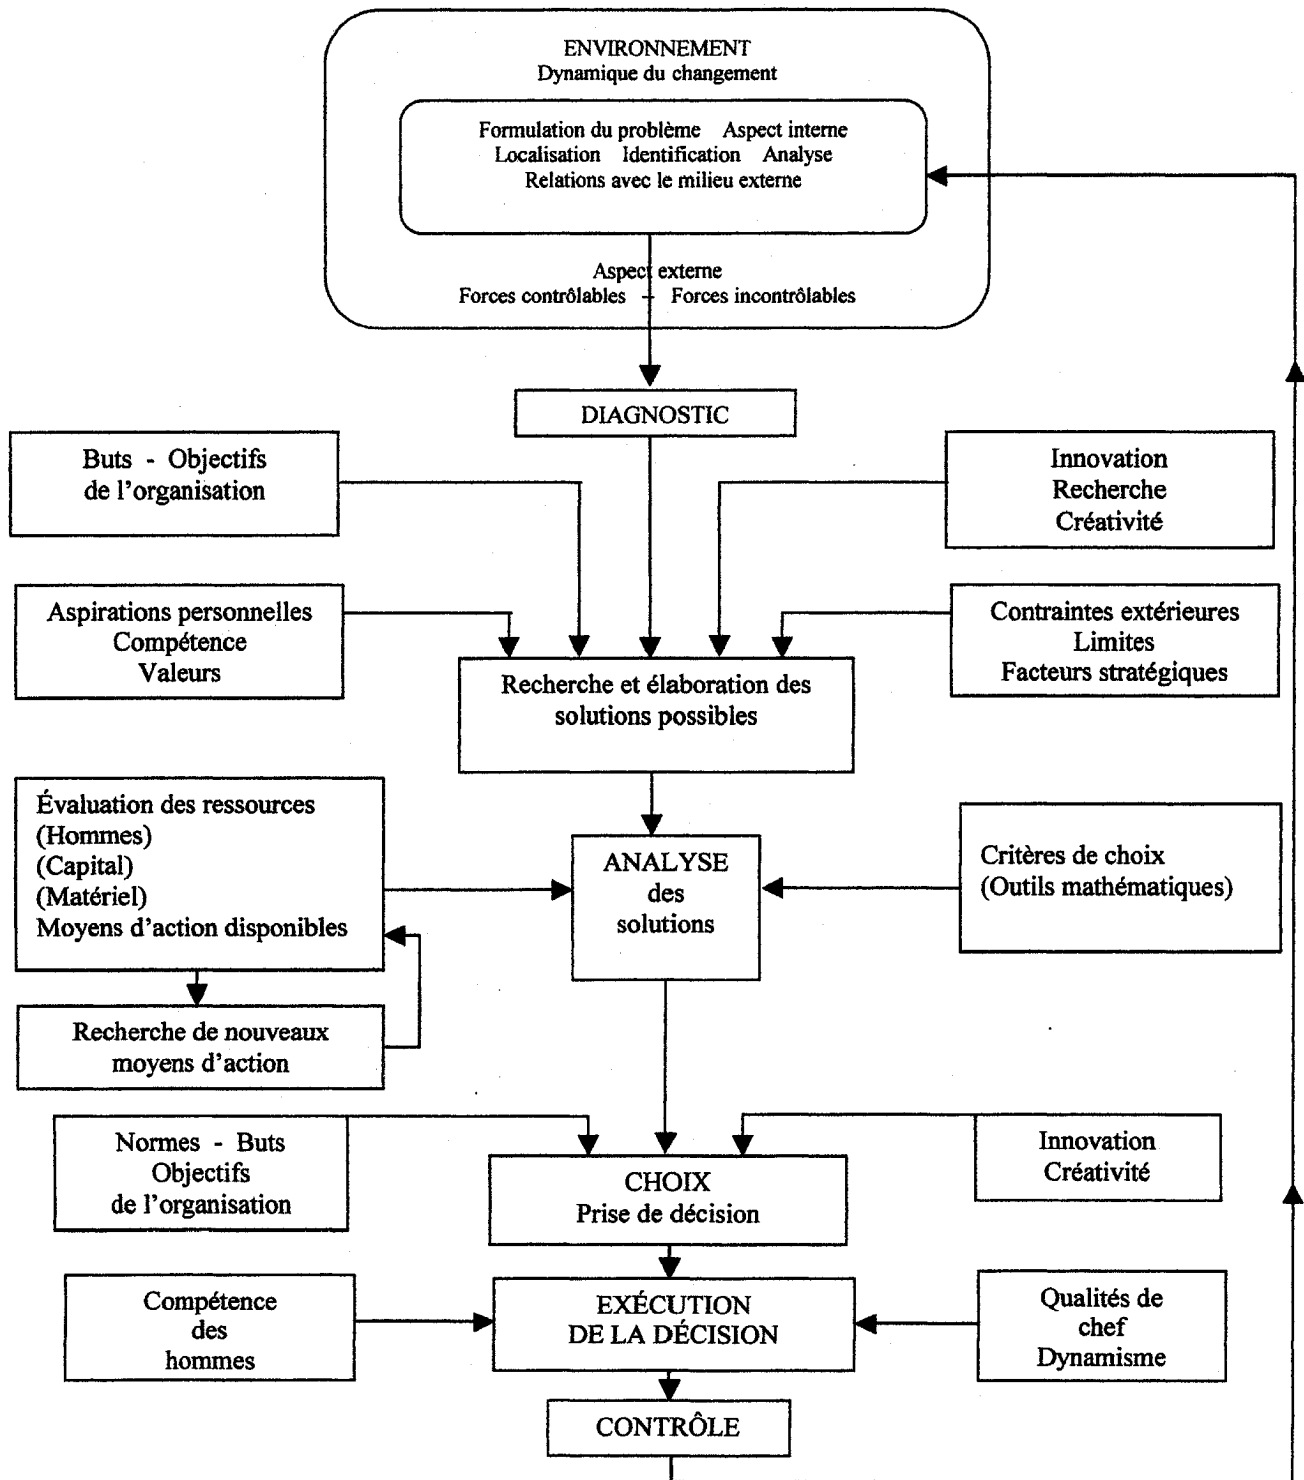 ENVIRONNEMENT
Dynamique du changement
Formulation du problème Aspect interne
Localisation Identification Analyse
Relations avec le milieu externe
Aspect externe
Forces contrôlables - Forces incontrôlables
DIAGNOSTIC
Buts - Objectifs
de l'organisation
Innovation
Recherche
Créativité
Aspirations personnelles
Compétence
Valeurs
Contraintes extérieures
Limites
Facteurs stratégiques
Recherche et élaboration des
solutions possibles
Évaluation des ressources
(Hommes)
(Capital)
(Matériel)
Moyens d'action disponibles
ANALYSE
des
solutions
Critères de choix
(Outils mathématiques)
Recherche de nouveaux
moyens d'action
Normes - Buts
Objectifs
de l'organisation
Innovation
Créativité
CHOIX
Prise de décision
Compétence
des
hommes
EXÉCUTION
DE LA DÉCISION
Qualités de
chef
Dynamisme
CONTRÔLE